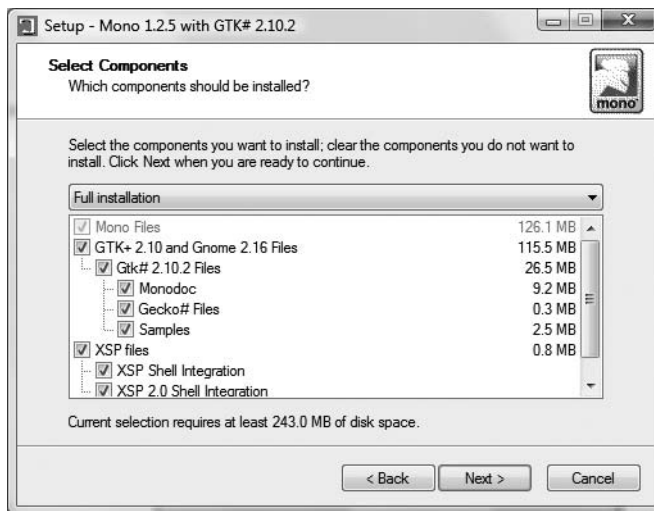 Setup - Mono 1.2.5 with GTK# 2.10.2
Select Components
Which components should be installed?
mono
Select the components you want to install; clear the components you do not want to
install. Click Next when you are ready to continue.
Full installation
Mono Files 126.1 MB
GTK+ 2.10 and Gnome 2.16 Files 115.5 MB
Gtk# 2.10.2 Files 26.5 MB
Monodoc 9.2 MB
Gecko# Files 0.3 MB
Samples 2.5 MB
XSP files 0.8 MB
XSP Shell Integration
XSP 2.0 Shell Integration
Current selection requires at least 243.0 MB of disk space.
< Back Next > Cancel